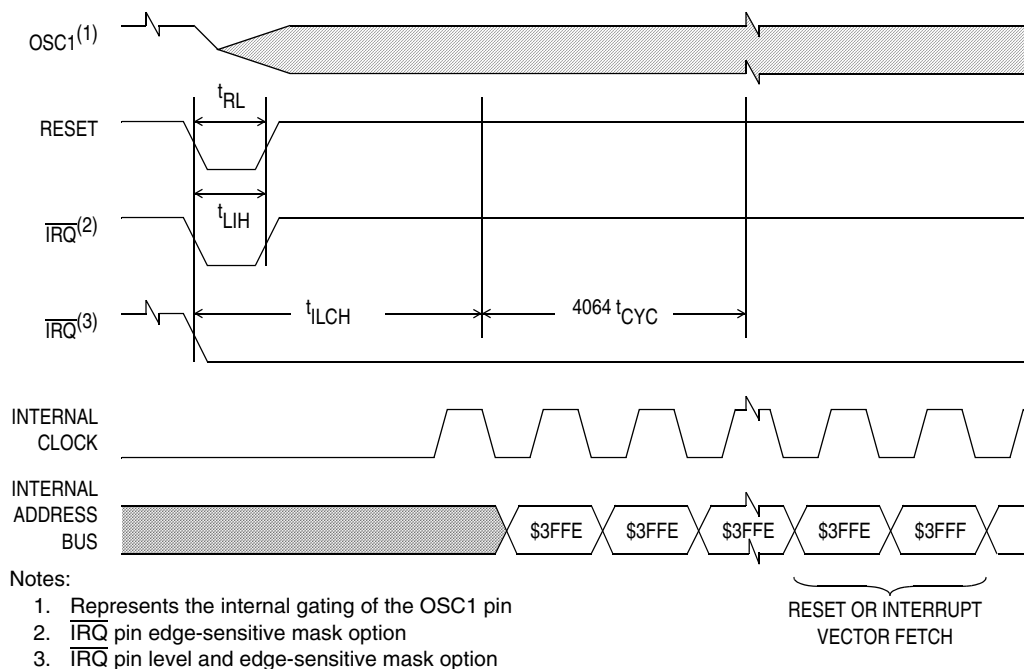 OSC1(1)
tRL
RESET
tLIH
IRQ(2)
tILCH
4064 tCYC
IRQ(3)
INTERNAL
CLOCK
INTERNAL
ADDRESS
BUS
$3FFE
$3FFE
$3FFE
$3FFE
$3FFF
RESET OR INTERRUPT
VECTOR FETCH
Notes:
1. Represents the internal gating of the OSC1 pin
2. IRQ pin edge-sensitive mask option
3. IRQ pin level and edge-sensitive mask option